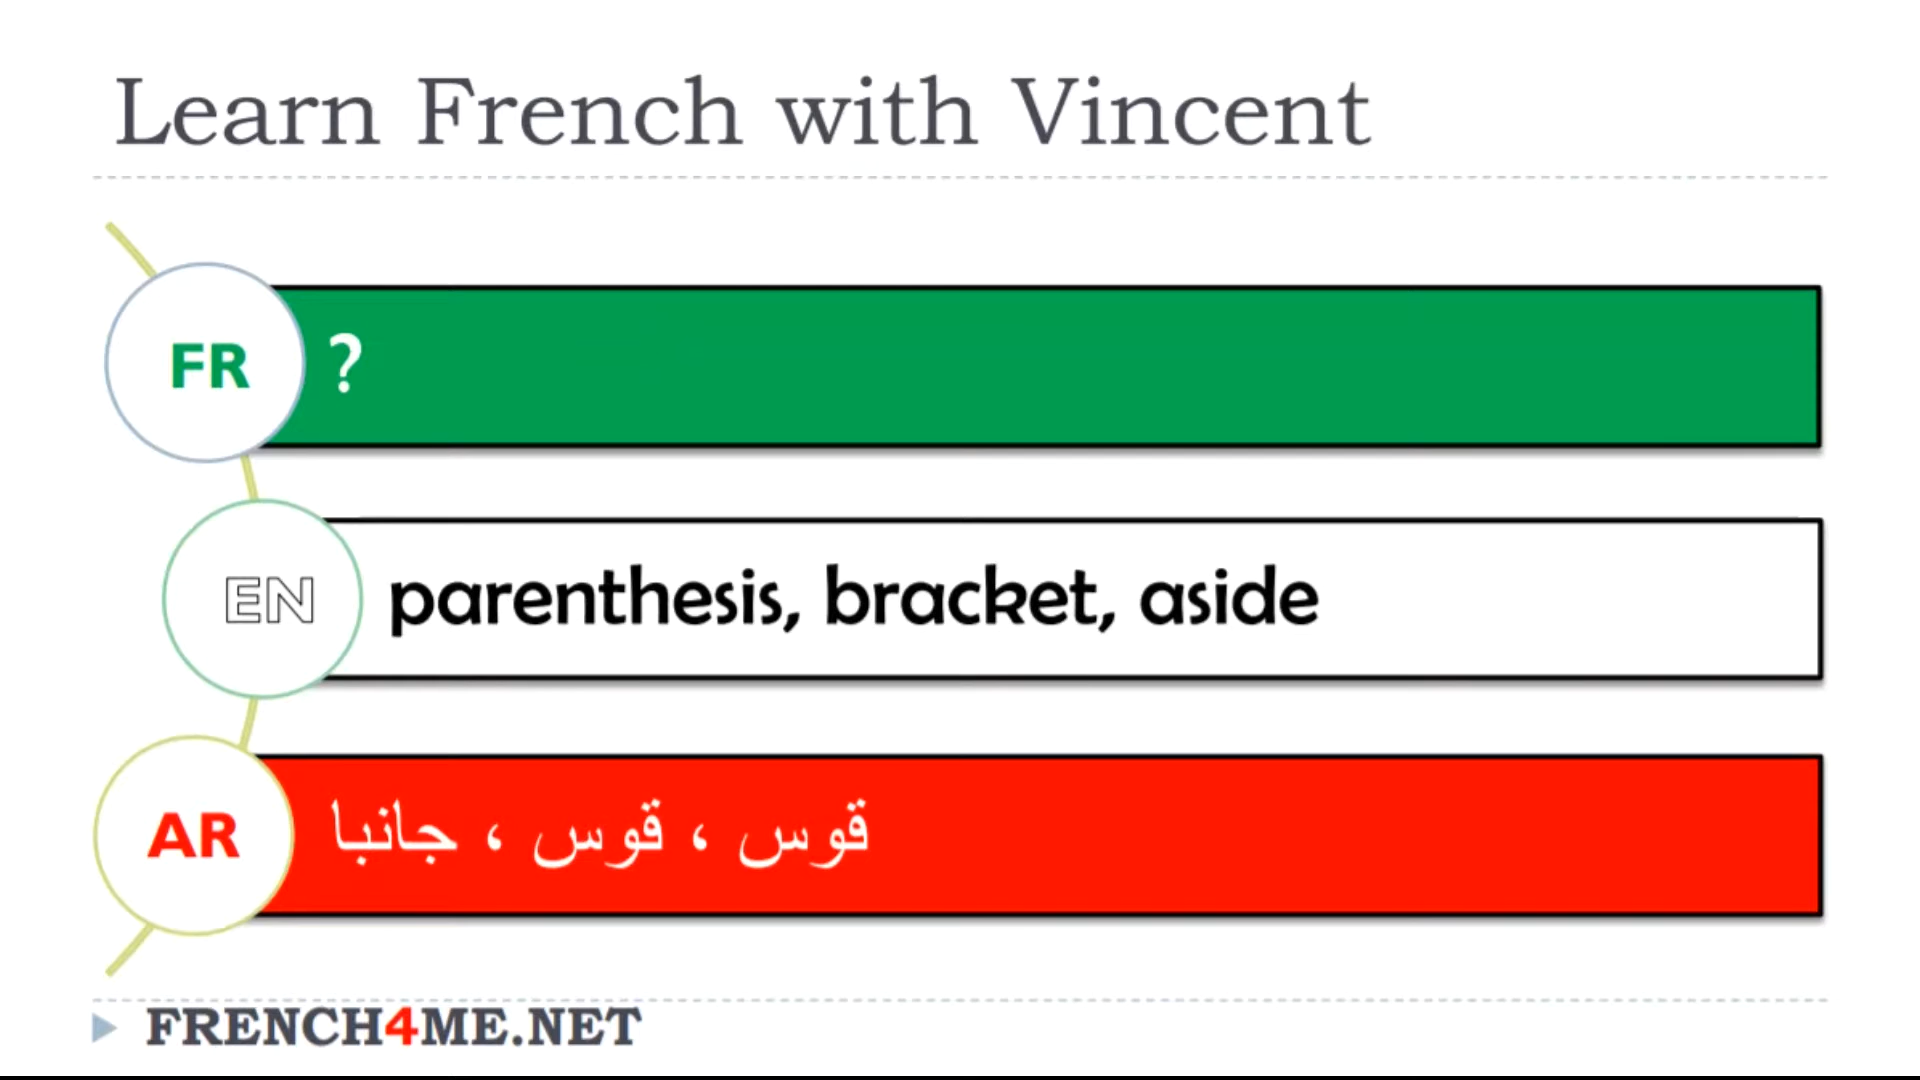 Learn French with Vincent
FR ?
EN parenthesis, bracket, aside
AR قوس ، قوس ، جانبا
FRENCH4ME.NET